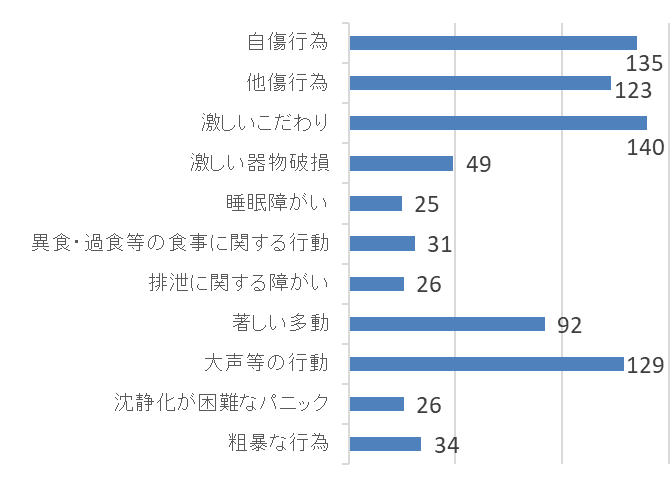 自傷行為
135
他傷行為
123
激しいこだわり
140
激しい器物破損
49
睡眠障がい
25
異食・過食等の食事に関する行動
31
排泄に関する障がい
26
著しい多動
92
大声等の行動
129
沈静化が困難なパニック
26
粗暴な行為
34